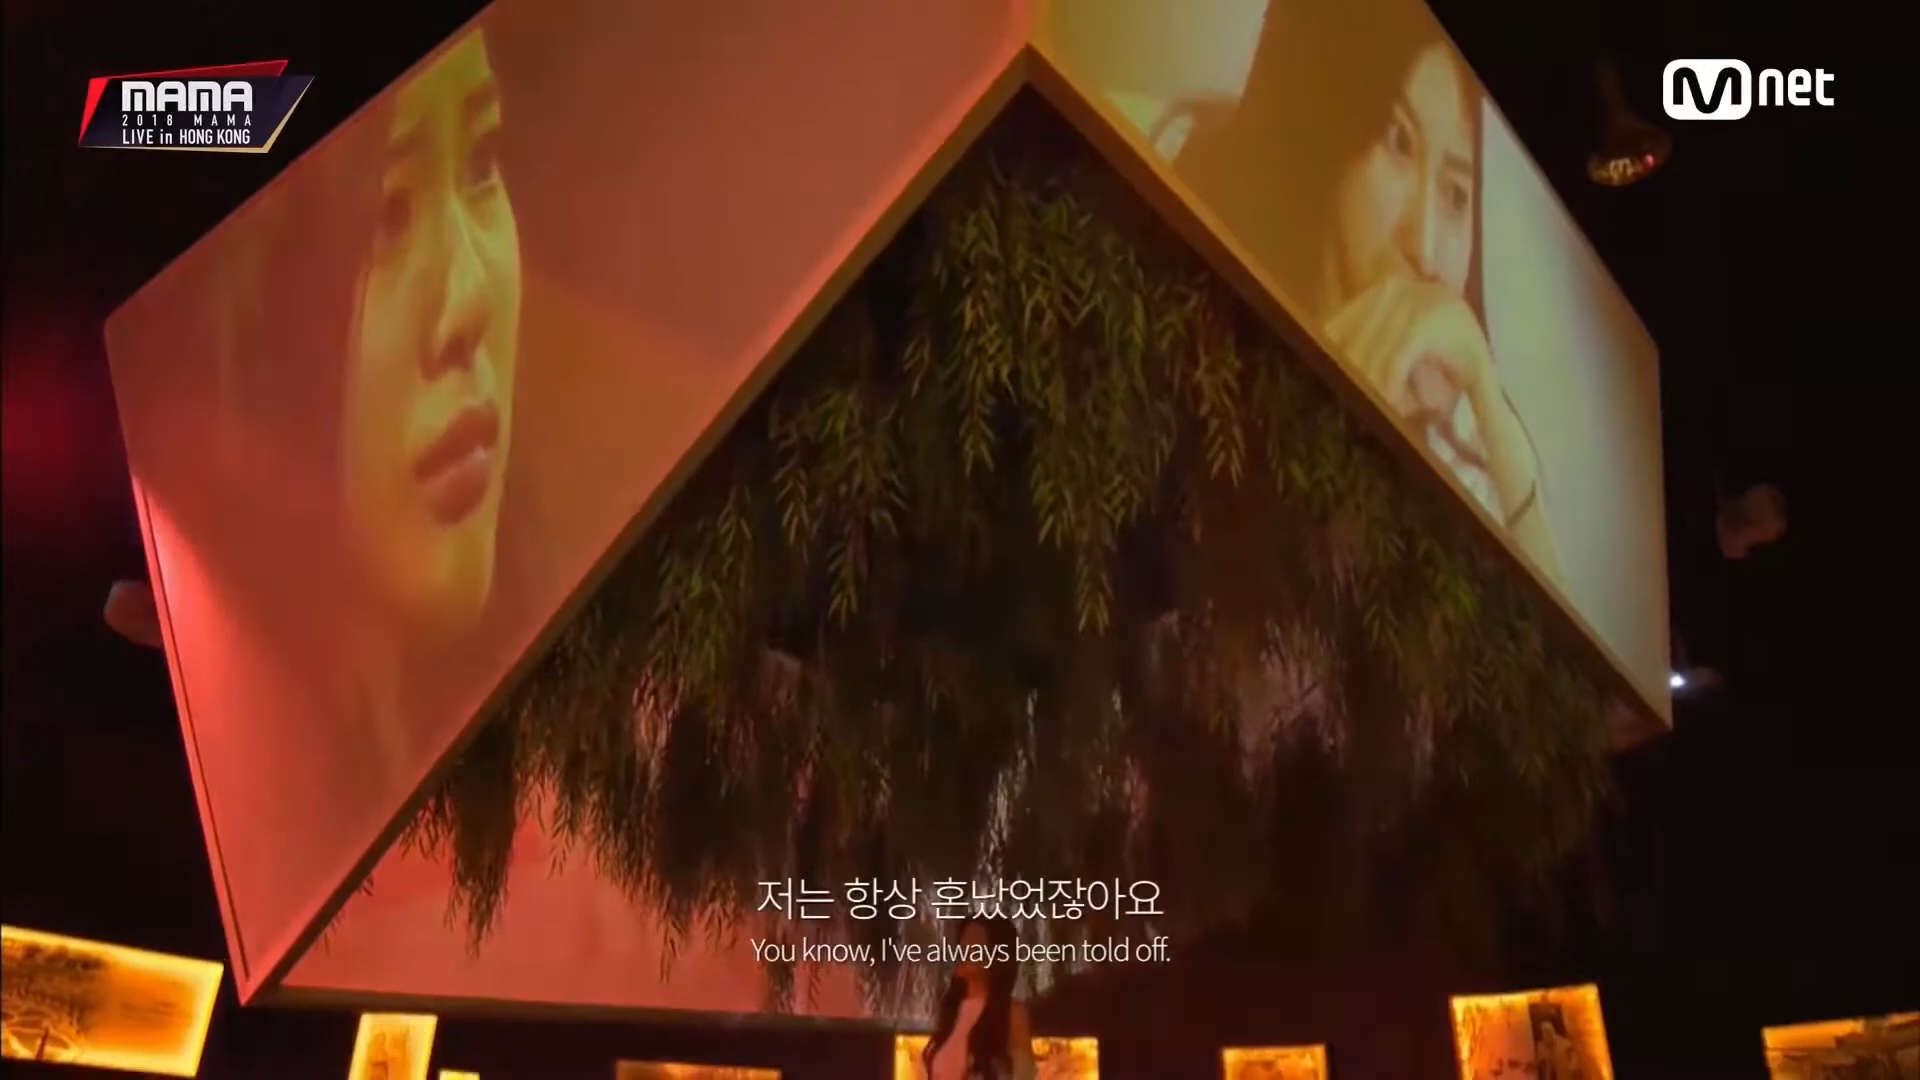 MAMA
2018 MAMA
LIVE in HONG KONG
Mnet
저는 항상 혼났었잖아요
You know, I've always been told off.